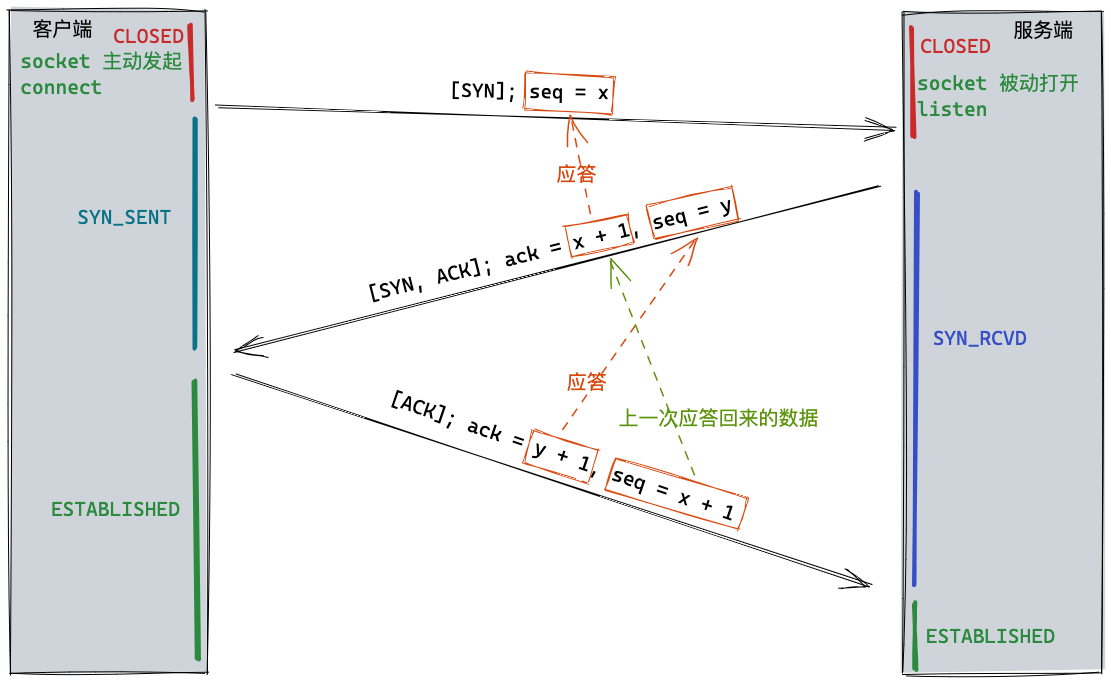 客户端
CLOSED
socket 主动发起
connect
SYN_SENT
ESTABLISHED
[SYN]; seq = x
应答
[SYN, ACK]; ack = x + 1, seq = y
应答
上一次应答回来的数据
[ACK]; ack = y + 1, seq = x + 1
服务端
CLOSED
socket 被动打开
listen
SYN_RCVD
ESTABLISHED